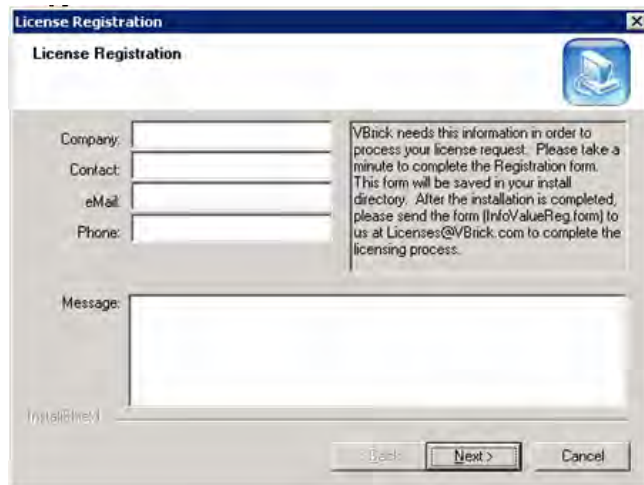 License Registration
License Registration
Company:
Contact:
eMail:
Phone:
VBrick needs this information in order to
process your license request. Please take a
minute to complete the Registration form.
This form will be saved in your install
directory. After the installation is completed,
please send the form (InfoValueReg.form) to
us at Licenses@VBrick.com to complete the
licensing process.
Message:
InstallShield
< Back
Next >
Cancel